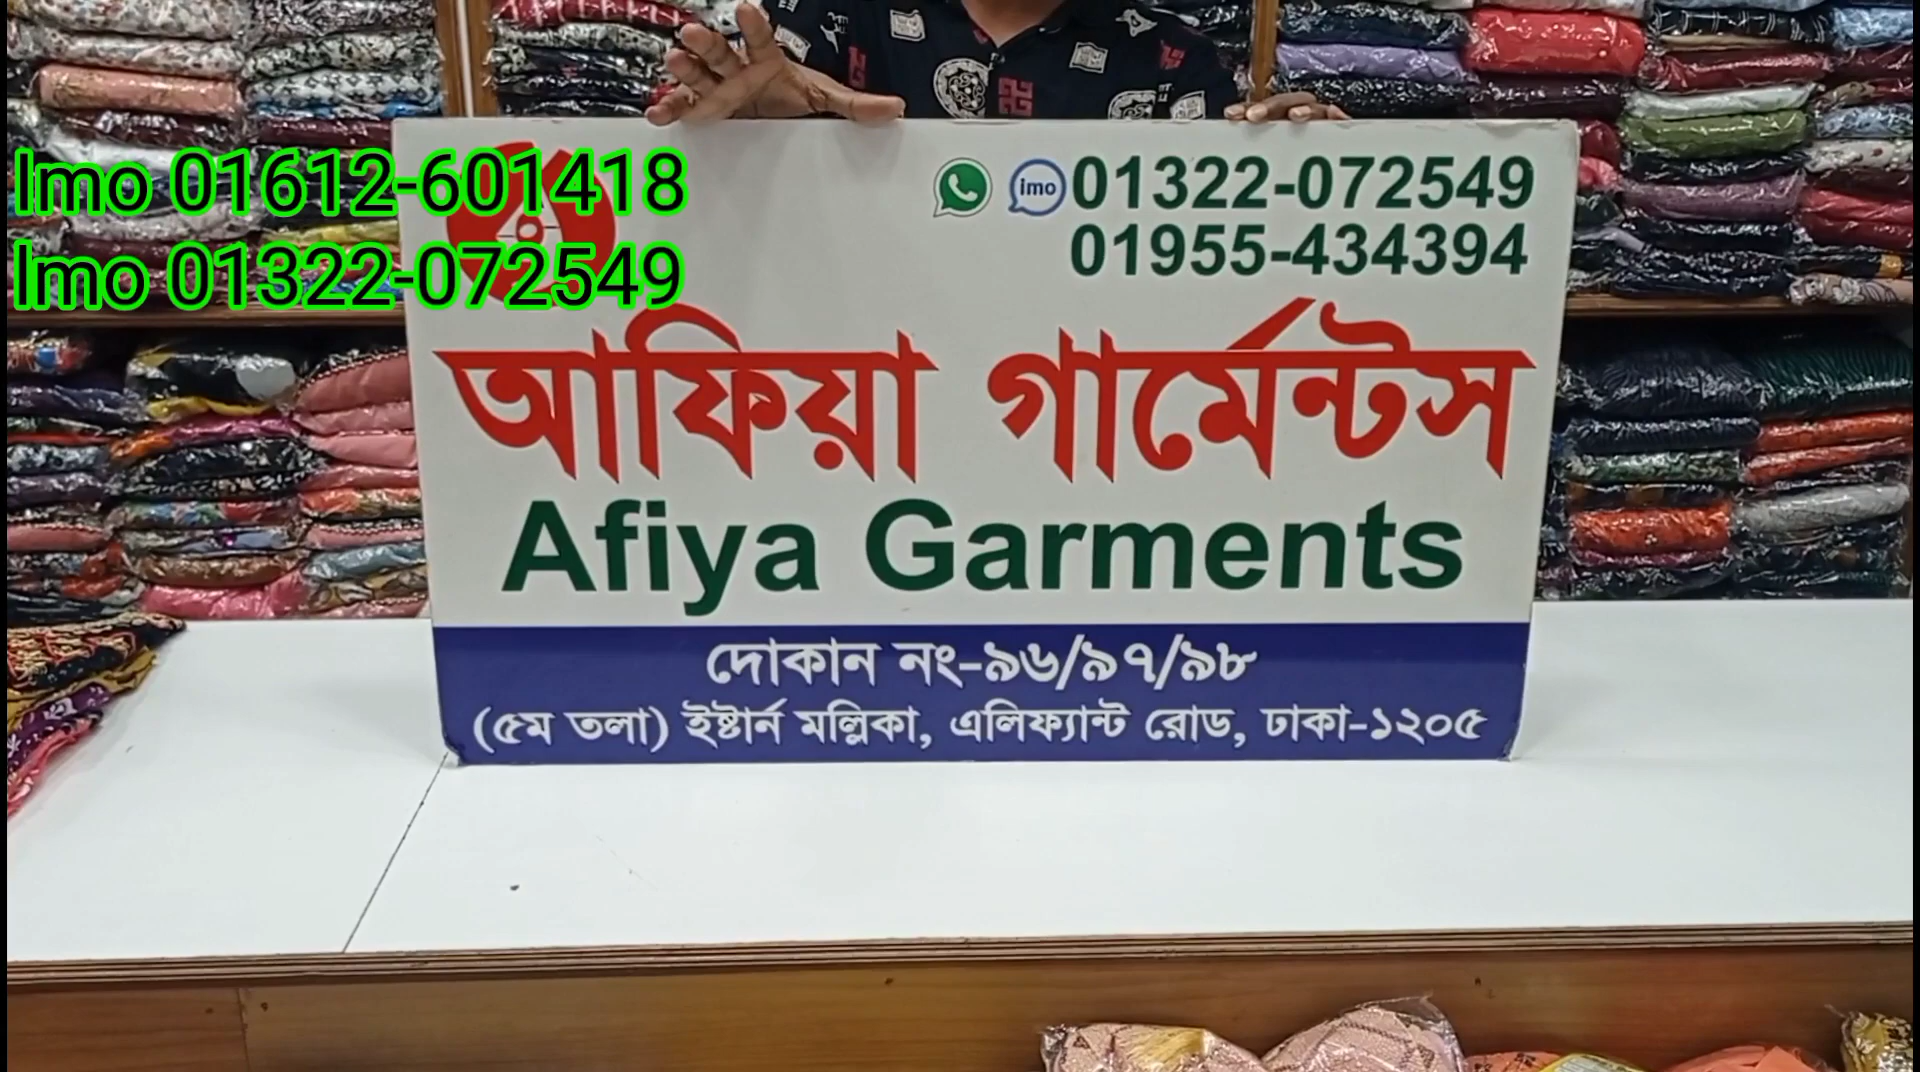 Imo 01612-601418
Imo 01322-072549
imo 01322-072549
01955-434394
আফিয়া গার্মেন্টস
Afiya Garments
দোকান নং-৯৬/৯৭/৯৮
(৫ম তলা) ইষ্টার্ন মল্লিকা, এলিফ্যান্ট রোড, ঢাকা-১২০৫